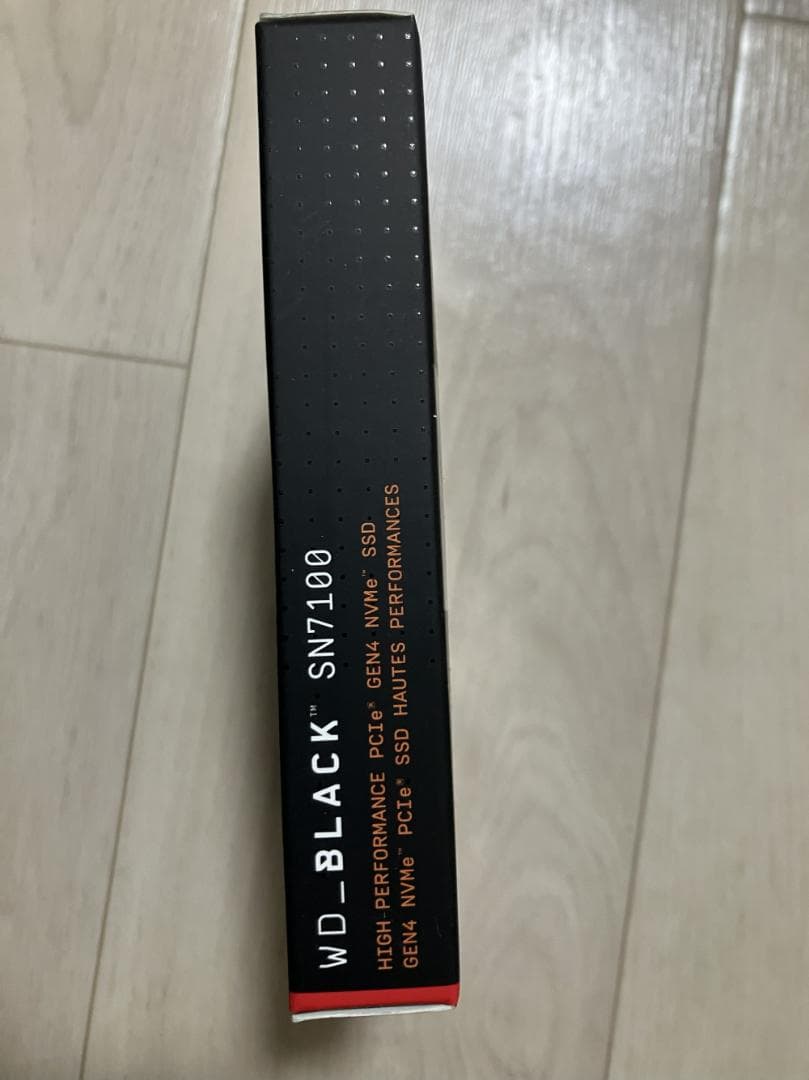 WD_BLACK™ SN7100
HIGH-PERFORMANCE PCIe® GEN4 NVMe™ SSD
GEN4 NVMe™ PCIe® SSD HAUTES PERFORMANCES